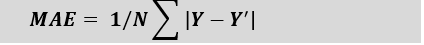 MAE = 1/N∑|Y − Y′|